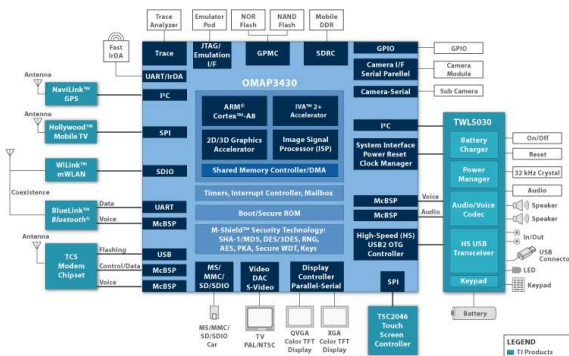 Trace
Analyzer
Emulator
Pod
NOR
Flash
NAND
Flash
Mobile
DDR
Fast
IrDA
Trace
JTAG/
Emulation
I/F
GPMC
SDRC
GPIO
GPIO
UART/IrDA
Camera I/F
Serial Parellel
Camera
Module
OMAP3430
Antenna
NaviLink™
GPS
I²C
Camera-Serial
Sub Camera
ARM®
Cortex™-A8
IVA™ 2+
Accelerator
I²C
TWL5030
Antenna
Hollywood™
Mobile TV
SPI
2D/3D Graphics
Accelerator
Image Signal
Processor (ISP)
System Interface
Power Reset
Clock Manager
Battery
Charger
On/Off
Reset
WiLink™
mWLAN
SDIO
Shared Memory Controller/DMA
Power
Manager
32 kHz Crystal
Audio
Coexistence
Timers, Interrupt Controller, Mailbox
McBSP
Voice
McBSP
Audio
Audio/Voice
Codec
Speaker
Speaker
BlueLink™
Bluetooth®
Data
UART
Voice
McBSP
Boot/Secure ROM
High-Speed (HS)
USB2 OTG
Controller
HS USB
Transceiver
In/Out
USB
Connecto
Antenna
M-Shield™ Security Technology:
SHA-1/MD5, DES/3DES, RNG,
AES, PKA, Secure WDT, Keys
TCS
Modem
Chipset
Flashing
USB
Control/Data
McBSP
Voice
McBSP
LED
Keypad
Keypad
MS/
MMC/
SD/SDIO
Video
DAC
S-Video
Display
Controller
Parallel-Serial
SPI
Battery
MS/MMC/
SD/SDIO
Car
TV
PAL/NTSC
QVGA
Color TFT
Display
XGA
Color TFT
Display
TSC2046
Touch
Screen
Controller
LEGEND
TI Products